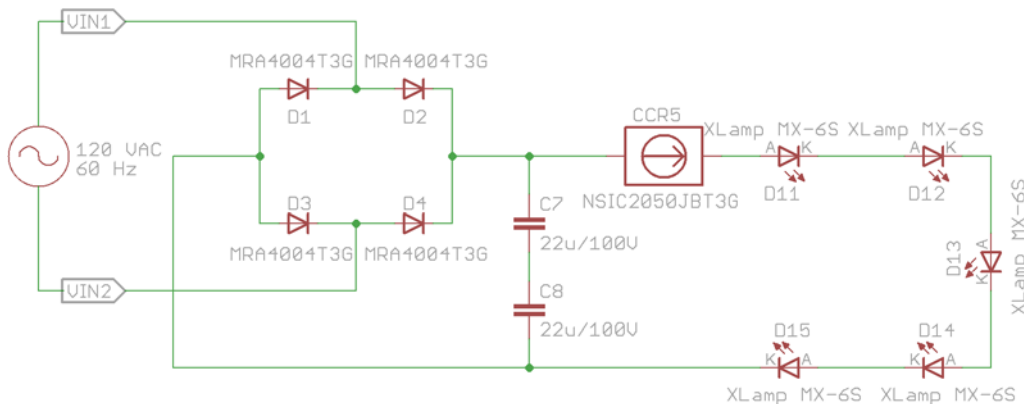 VIN1
MRA4004T3G MRA4004T3G
D1 D2
120 VAC
60 Hz
D3 D4
MRA4004T3G MRA4004T3G
VIN2
CCR5
NSIC2050JBT3G
C7
22u/100V
C8
22u/100V
XLamp MX-6S XLamp MX-6S
A K A K
D11 D12
A
D13
K
XLamp MX-6S
D15 D14
K A K A
XLamp MX-6S XLamp MX-6S